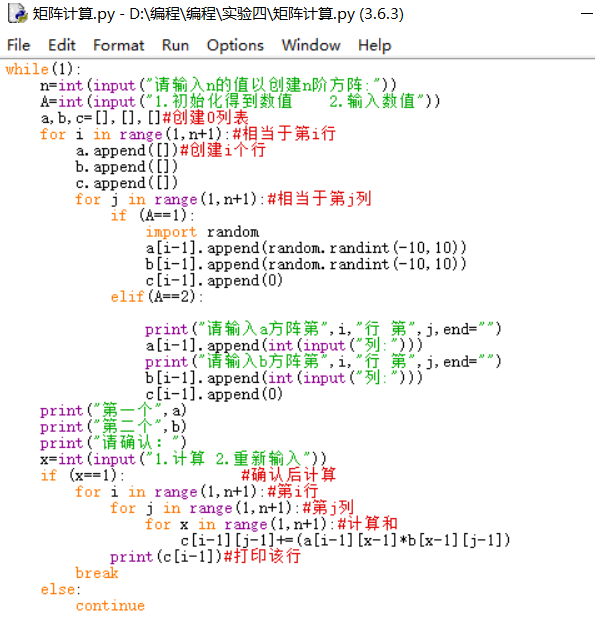 矩阵计算.py - D:\编程\编程\实验四\矩阵计算.py (3.6.3)
File Edit Format Run Options Window Help
while(1):
    n=int(input("请输入n的值以创建n阶方阵:"))
    A=int(input("1.初始化得到数值    2.输入数值"))
    a,b,c=[],[],[]#创建0列表
    for i in range(1,n+1):#相当于第i行
        a.append([])#创建i个行
        b.append([])
        c.append([])
        for j in range(1,n+1):#相当于第j列
            if (A==1):
                import random
                a[i-1].append(random.randint(-10,10))
                b[i-1].append(random.randint(-10,10))
                c[i-1].append(0)
            elif(A==2):
                print("请输入a方阵第",i,"行 第",j,end="")
                a[i-1].append(int(input("列:")))
                print("请输入b方阵第",i,"行 第",j,end="")
                b[i-1].append(int(input("列:")))
                c[i-1].append(0)
    print("第一个",a)
    print("第二个",b)
    print("请确认：")
    x=int(input("1.计算 2.重新输入"))
    if (x==1):             #确认后计算
        for i in range(1,n+1):#第i行
            for j in range(1,n+1):#第j列
                for x in range(1,n+1):#计算和
                    c[i-1][j-1]+=(a[i-1][x-1]*b[x-1][j-1])
            print(c[i-1])#打印该行
        break
    else:
        continue